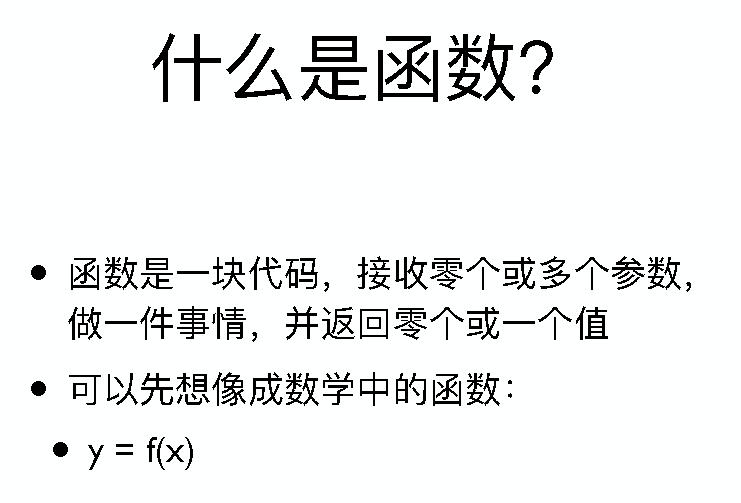 什么是函数?
• 函数是一块代码，接收零个或多个参数，
做一件事情，并返回零个或一个值
• 可以先想像成数学中的函数：
• y = f(x)